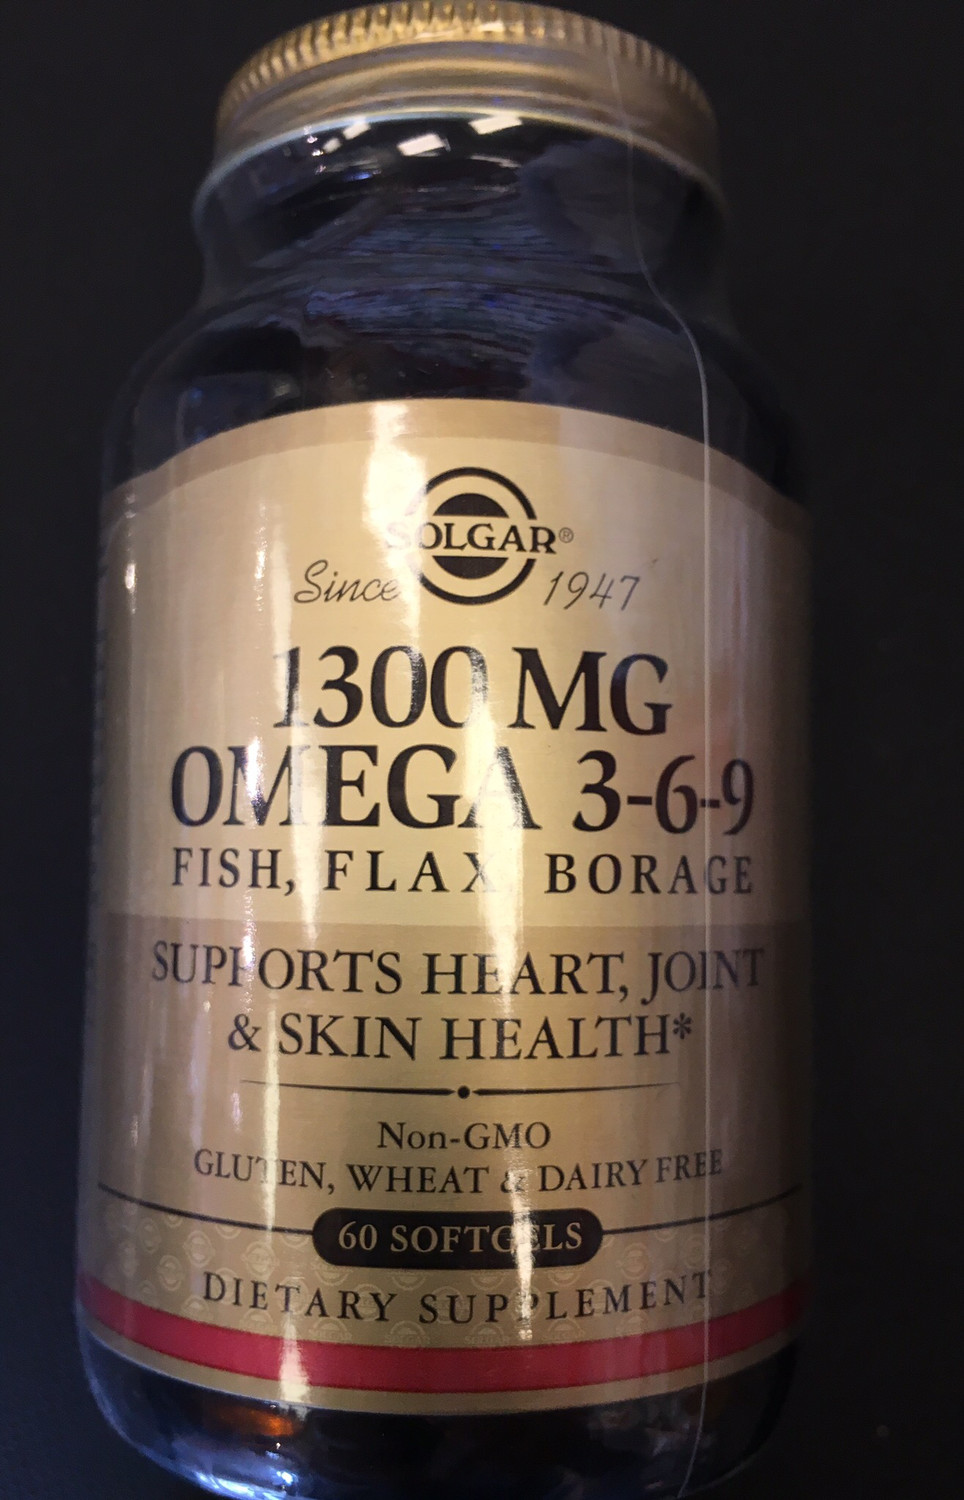 SOLGAR®
Since 1947
1300 MG
OMEGA 3-6-9
FISH, FLAX BORAGE
SUPPORTS HEART, JOINT
& SKIN HEALTH*
Non-GMO
GLUTEN, WHEAT & DAIRY FREE
60 SOFTGELS
DIETARY SUPPLEMENT